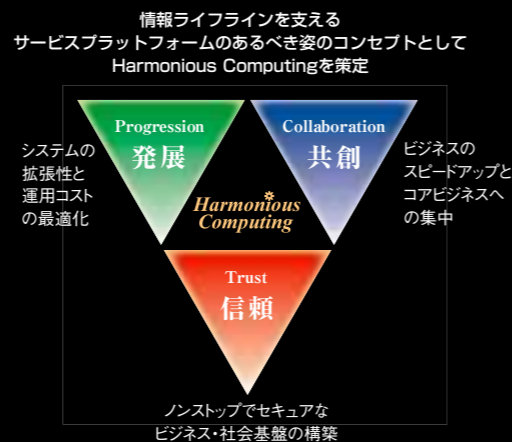 情報ライフラインを支える
サービスプラットフォームのあるべき姿のコンセプトとして
Harmonious Computingを策定
Progression
発展
Collaboration
共創
システムの
拡張性と
運用コスト
の最適化
Harmonious
Computing
ビジネスの
スピードアップと
コアビジネスへ
の集中
Trust
信頼
ノンストップでセキュアな
ビジネス・社会基盤の構築